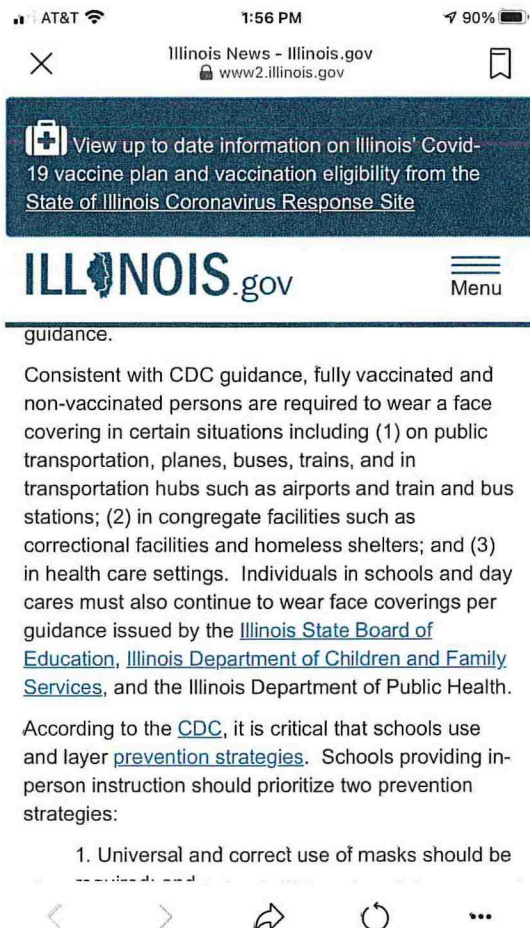 AT&T 1:56 PM 90%
Illinois News - Illinois.gov
www2.illinois.gov
View up to date information on Illinois' Covid-
19 vaccine plan and vaccination eligibility from the
State of Illinois Coronavirus Response Site
ILLINOIS.gov
Menu
guidance.
Consistent with CDC guidance, fully vaccinated and
non-vaccinated persons are required to wear a face
covering in certain situations including (1) on public
transportation, planes, buses, trains, and in
transportation hubs such as airports and train and bus
stations; (2) in congregate facilities such as
correctional facilities and homeless shelters; and (3)
in health care settings. Individuals in schools and day
cares must also continue to wear face coverings per
guidance issued by the Illinois State Board of
Education, Illinois Department of Children and Family
Services, and the Illinois Department of Public Health.
According to the CDC, it is critical that schools use
and layer prevention strategies. Schools providing in-
person instruction should prioritize two prevention
strategies:
1. Universal and correct use of masks should be